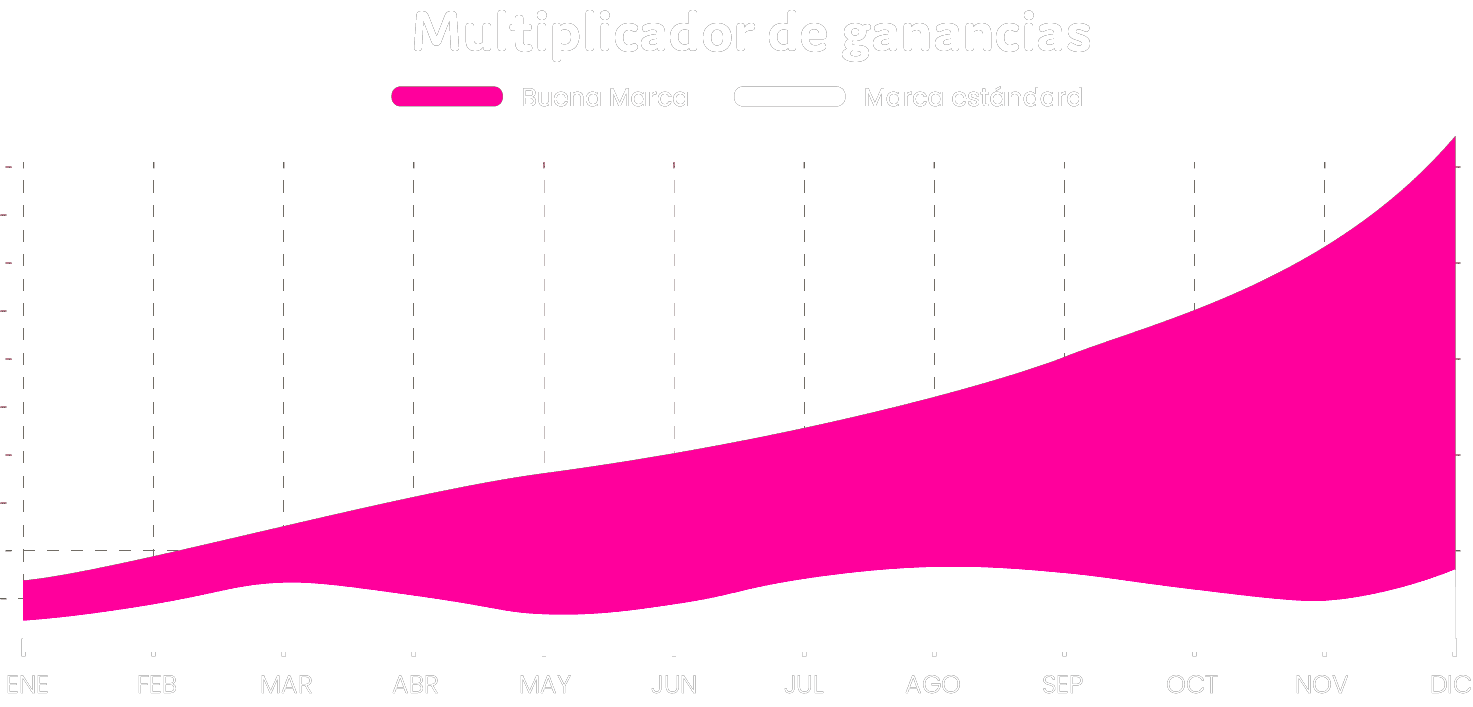 Multiplicador de ganancias
Buena Marca Marca estándard
ENE FEB MAR ABR MAY JUN JUL AGO SEP OCT NOV DIC